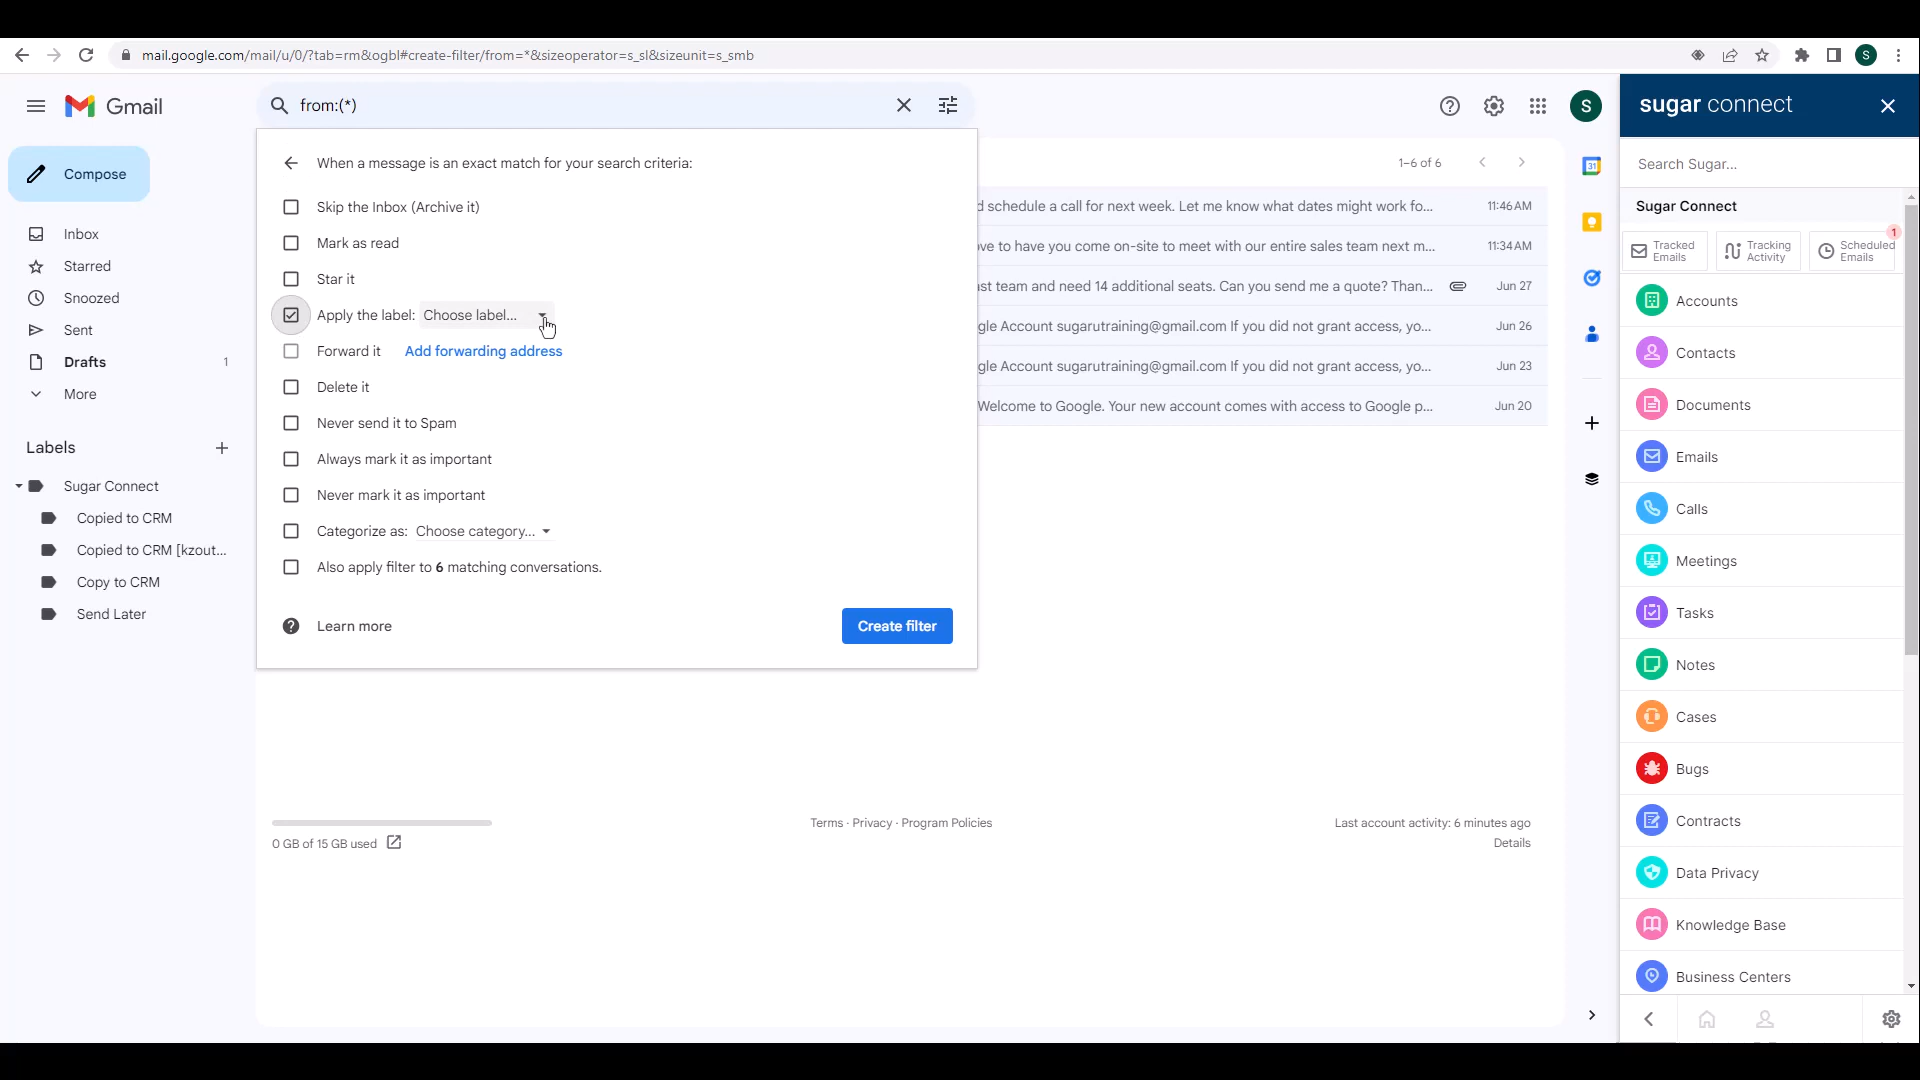 mail.google.com/mail/u/0/?tab=rm&ogbl#create-filter/from=*&sizeoperator=s_sl&sizeunit=s_smb
S
Gmail
from:(*)
S
sugar connect
Compose
Inbox
Starred
Snoozed
Sent
Drafts 1
More
Labels
Sugar Connect
Copied to CRM
Copied to CRM [kzout...
Copy to CRM
Send Later
When a message is an exact match for your search criteria:
Skip the Inbox (Archive it)
Mark as read
Star it
Apply the label: Choose label...
Forward it Add forwarding address
Delete it
Never send it to Spam
Always mark it as important
Never mark it as important
Categorize as: Choose category...
Also apply filter to 6 matching conversations.
Learn more
Create filter
1–6 of 6
schedule a call for next week. Let me know what dates might work fo... 11:46 AM
to have you come on-site to meet with our entire sales team next m... 11:34 AM
team and need 14 additional seats. Can you send me a quote? Than... Jun 27
Account sugarutraining@gmail.com If you did not grant access, yo... Jun 26
Account sugarutraining@gmail.com If you did not grant access, yo... Jun 23
Welcome to Google. Your new account comes with access to Google p... Jun 20
0 GB of 15 GB used
Terms · Privacy · Program Policies
Last account activity: 6 minutes ago
Details
31
Search Sugar...
Sugar Connect
Tracked Emails
Tracking Activity
Scheduled Emails
1
Accounts
Contacts
Documents
Emails
Calls
Meetings
Tasks
Notes
Cases
Bugs
Contracts
Data Privacy
Knowledge Base
Business Centers